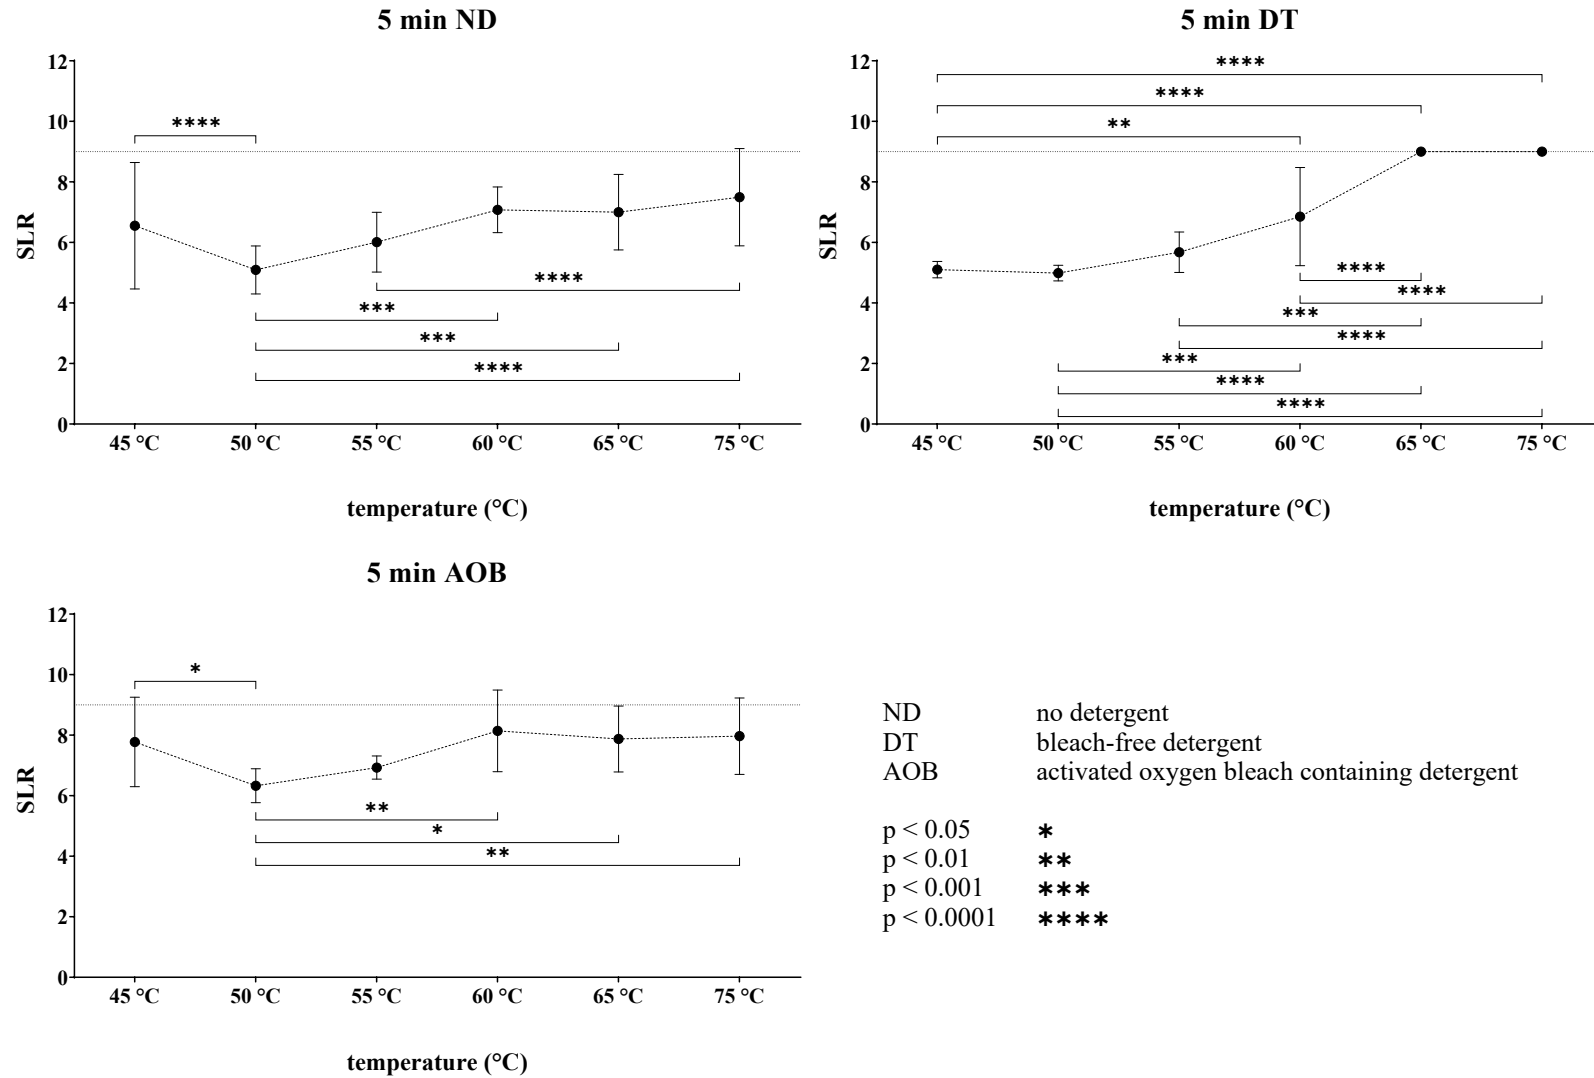 5 min ND
12
10
8
6
4
2
0
SLR
****
****
***
***
****
45 °C 50 °C 55 °C 60 °C 65 °C 75 °C
temperature (°C)
5 min DT
12
10
8
6
4
2
0
SLR
****
****
**
****
****
***
****
***
****
****
45 °C 50 °C 55 °C 60 °C 65 °C 75 °C
temperature (°C)
5 min AOB
12
10
8
6
4
2
0
SLR
*
**
*
**
45 °C 50 °C 55 °C 60 °C 65 °C 75 °C
temperature (°C)
ND no detergent
DT bleach-free detergent
AOB activated oxygen bleach containing detergent
p < 0.05 *
p < 0.01 **
p < 0.001 ***
p < 0.0001 ****